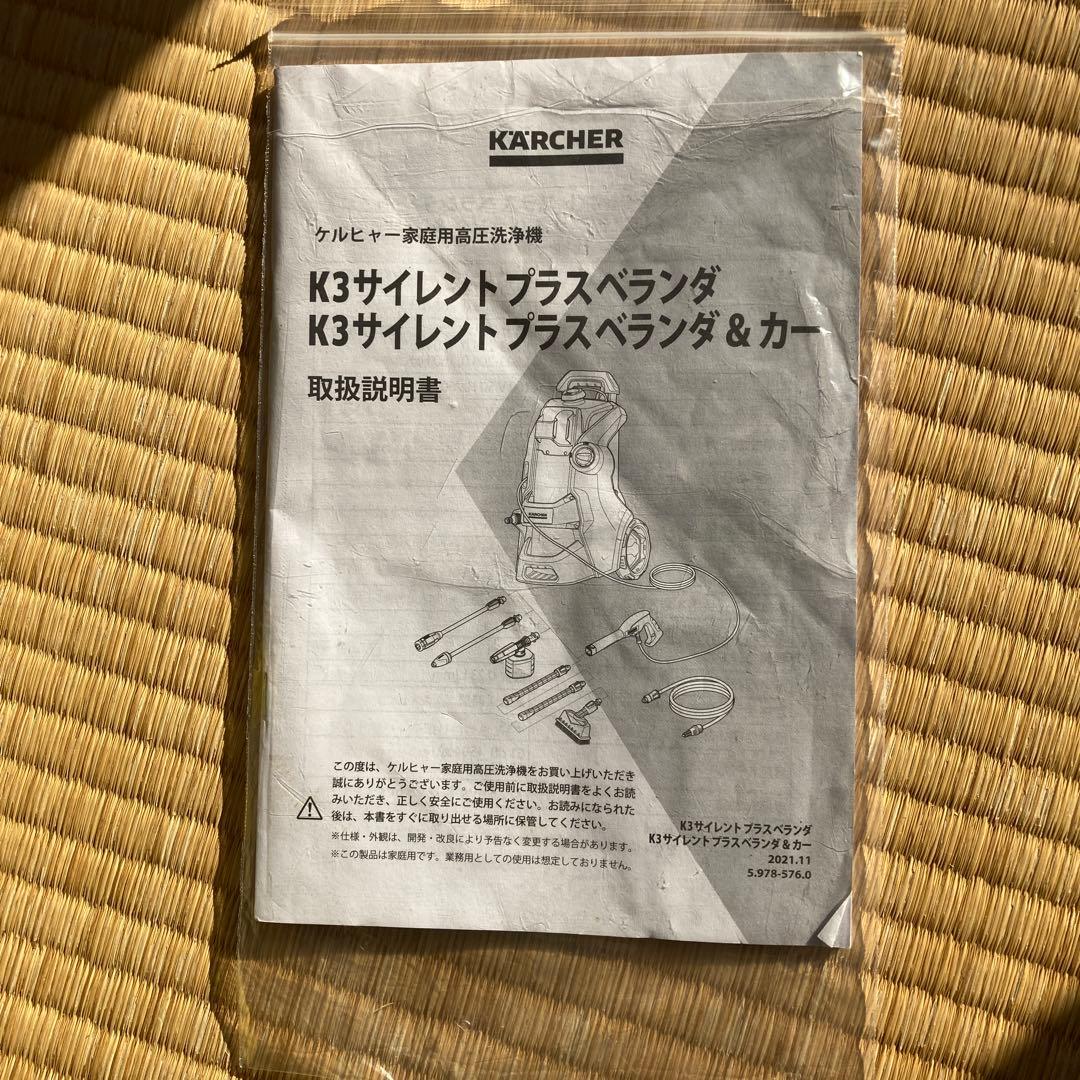 KÄRCHER
ケルヒャー家庭用高圧洗浄機
K3サイレント プラス ベランダ
K3サイレント プラス ベランダ & カー
取扱説明書
KÄRCHER
この度は、ケルヒャー家庭用高圧洗浄機をお買い上げいただき
誠にありがとうございます。ご使用前に取扱説明書をよくお読
みいただき、正しく安全にご使用ください。お読みになられた
後は、本書をすぐに取り出せる場所に保管してください。
※仕様・外観は、開発・改良により予告なく変更する場合があります。
※この製品は家庭用です。業務用としての使用は想定しておりません。
K3サイレント プラス ベランダ
K3サイレント プラス ベランダ & カー
2021.11
5.978-576.0